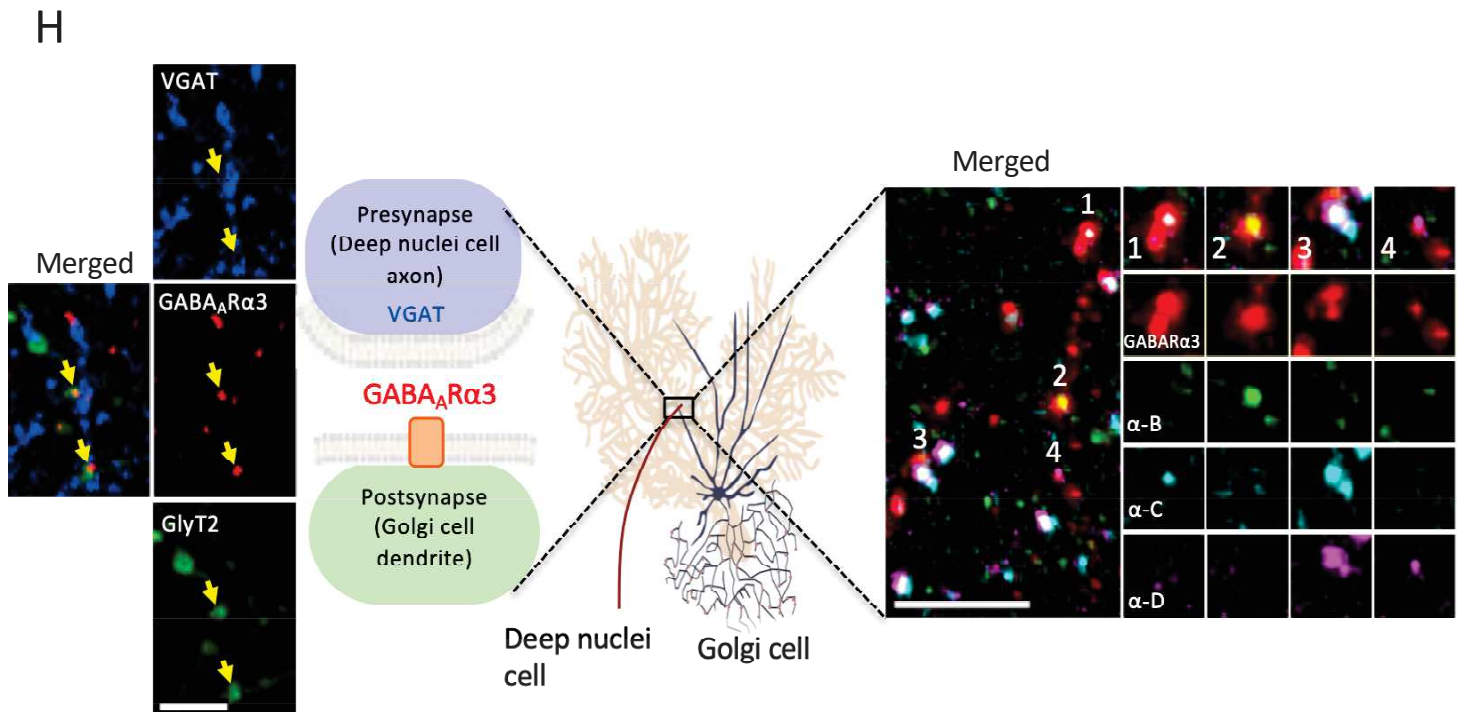 H
VGAT
Merged
GABAARα3
GlyT2
Presynapse
(Deep nuclei cell
axon)
VGAT
GABAARα3
Postsynapse
(Golgi cell
dendrite)
Deep nuclei
cell
Golgi cell
Merged
1
2
3
4
1
2
3
4
GABARα3
α-B
α-C
α-D